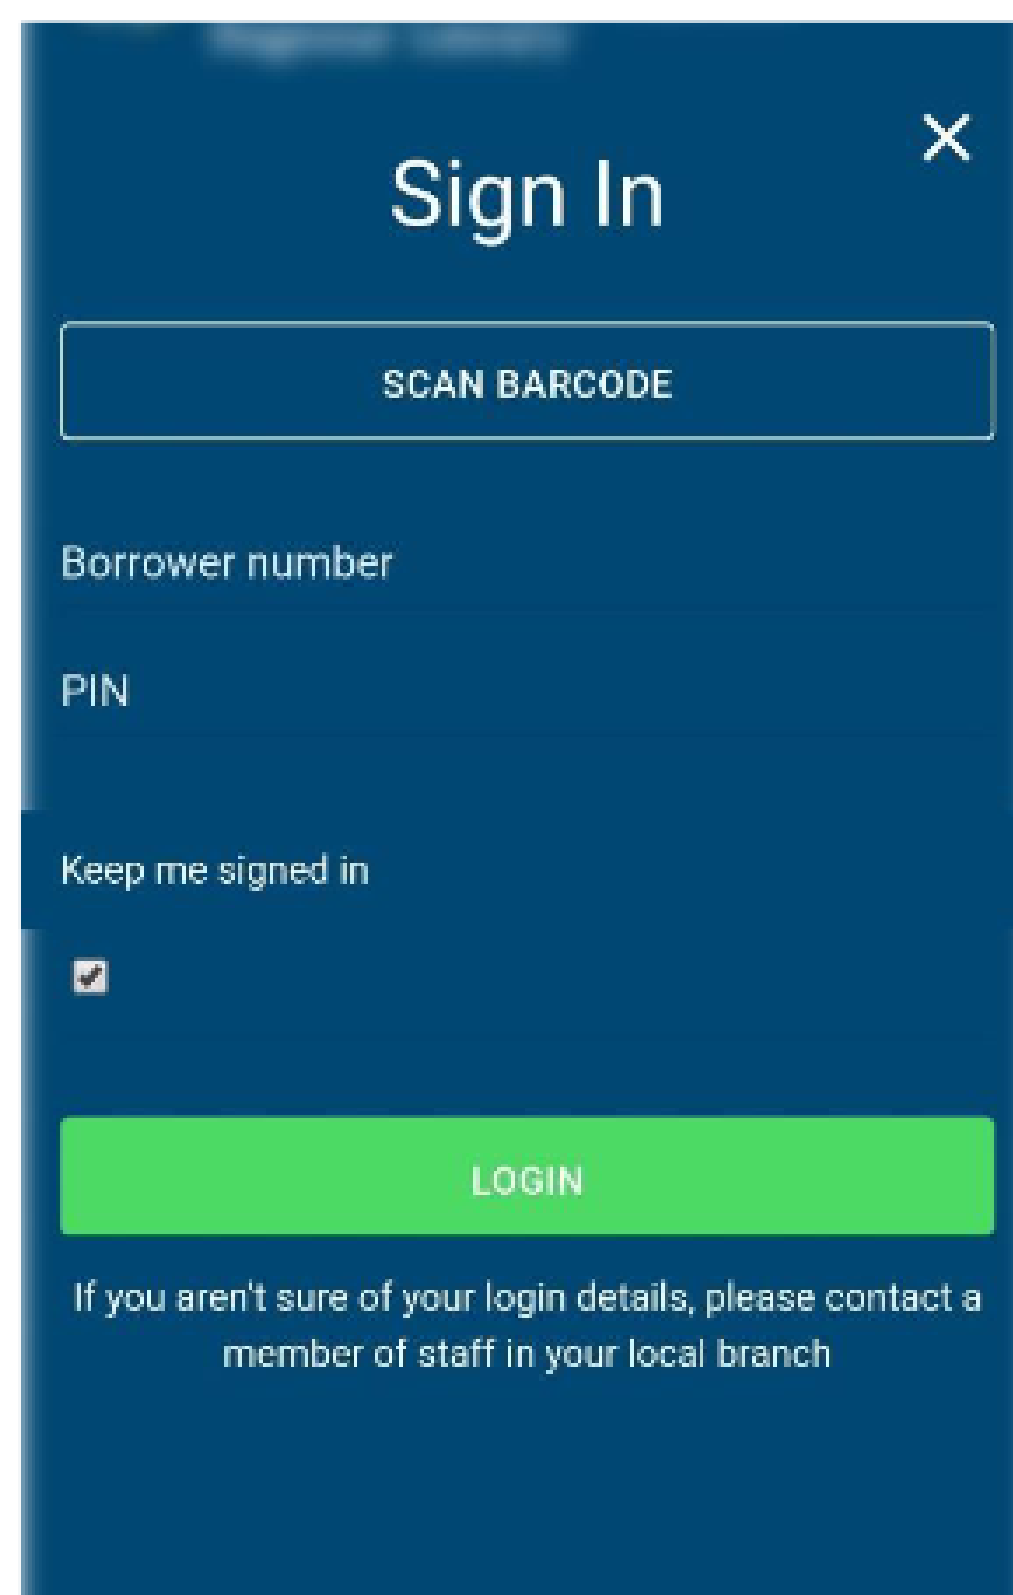 Sign In
SCAN BARCODE
Borrower number
PIN
Keep me signed in
LOGIN
If you aren't sure of your login details, please contact a
member of staff in your local branch